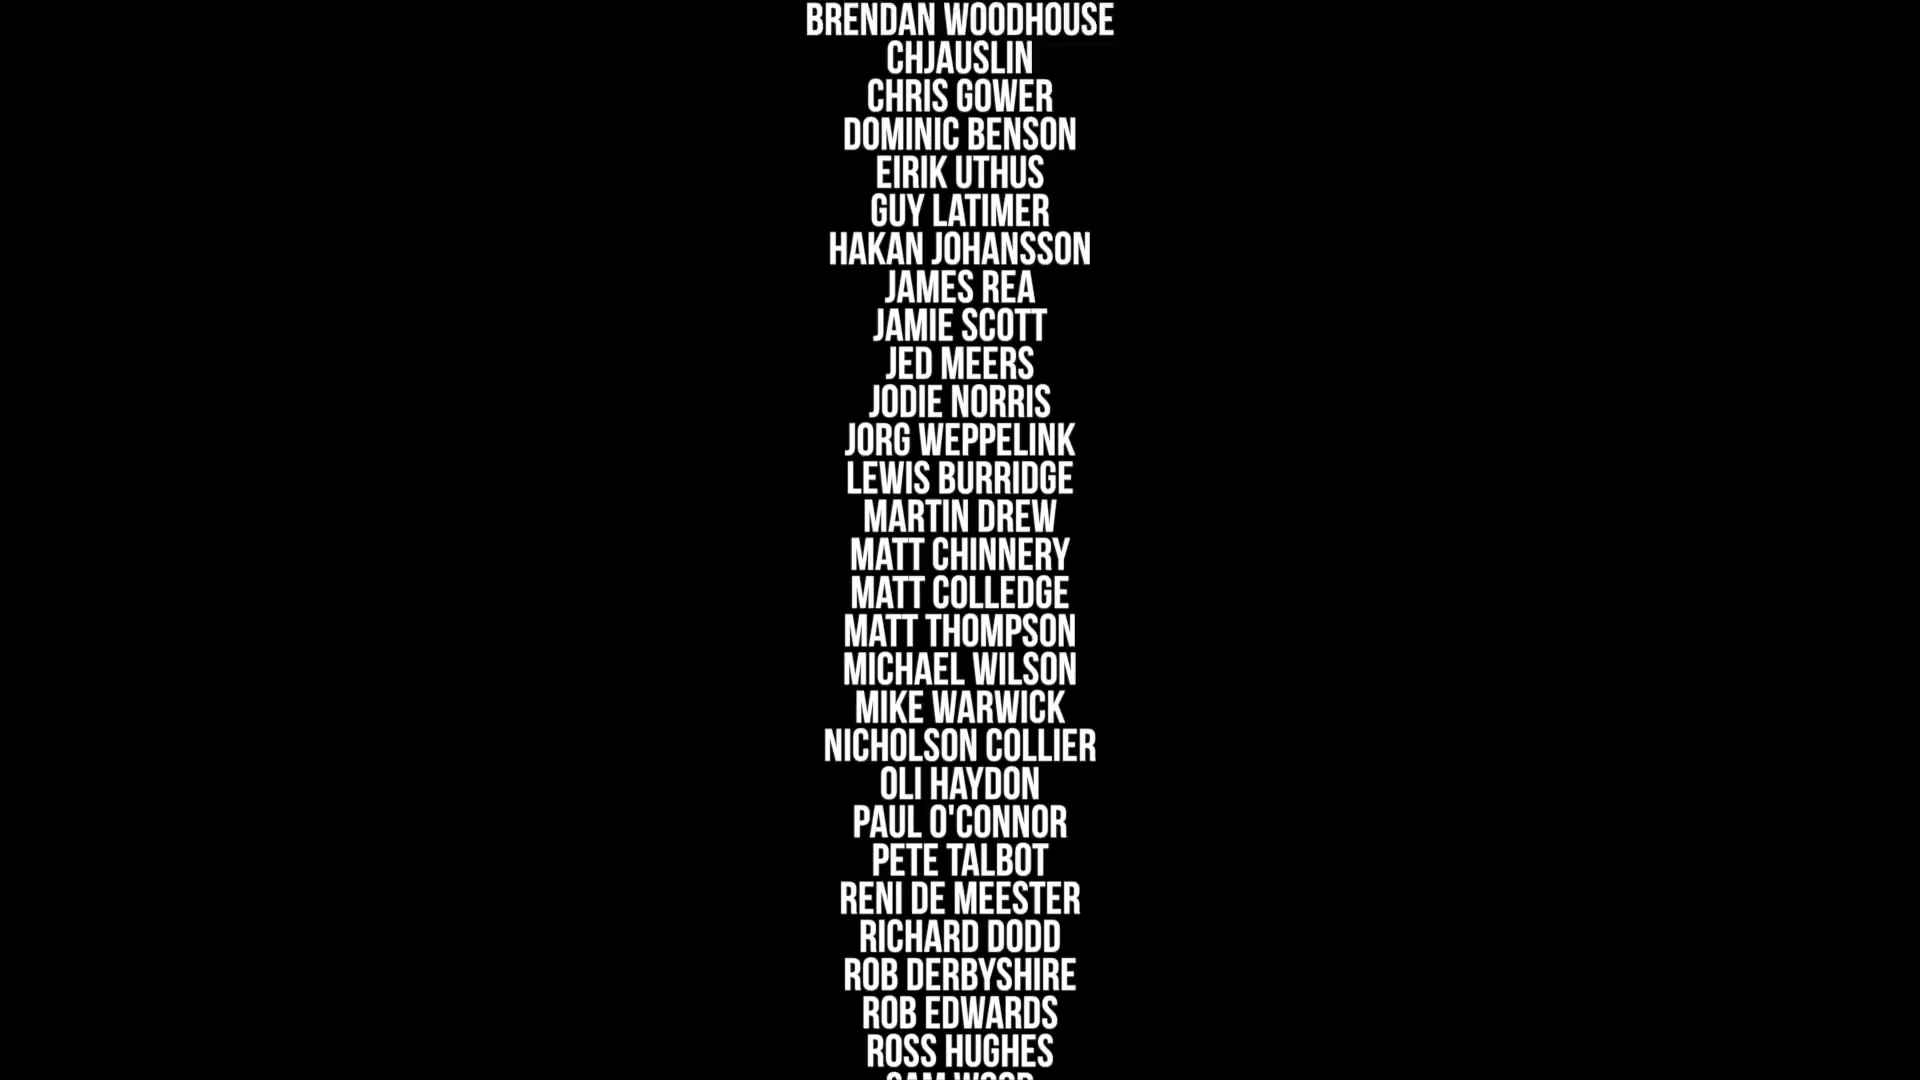 BRENDAN WOODHOUSE
CHJAUSLIN
CHRIS GOWER
DOMINIC BENSON
EIRIK UTHUS
GUY LATIMER
HAKAN JOHANSSON
JAMES REA
JAMIE SCOTT
JED MEERS
JODIE NORRIS
JORG WEPPELINK
LEWIS BURRIDGE
MARTIN DREW
MATT CHINNERY
MATT COLLEDGE
MATT THOMPSON
MICHAEL WILSON
MIKE WARWICK
NICHOLSON COLLIER
OLI HAYDON
PAUL O'CONNOR
PETE TALBOT
RENI DE MEESTER
RICHARD DODD
ROB DERBYSHIRE
ROB EDWARDS
ROSS HUGHES